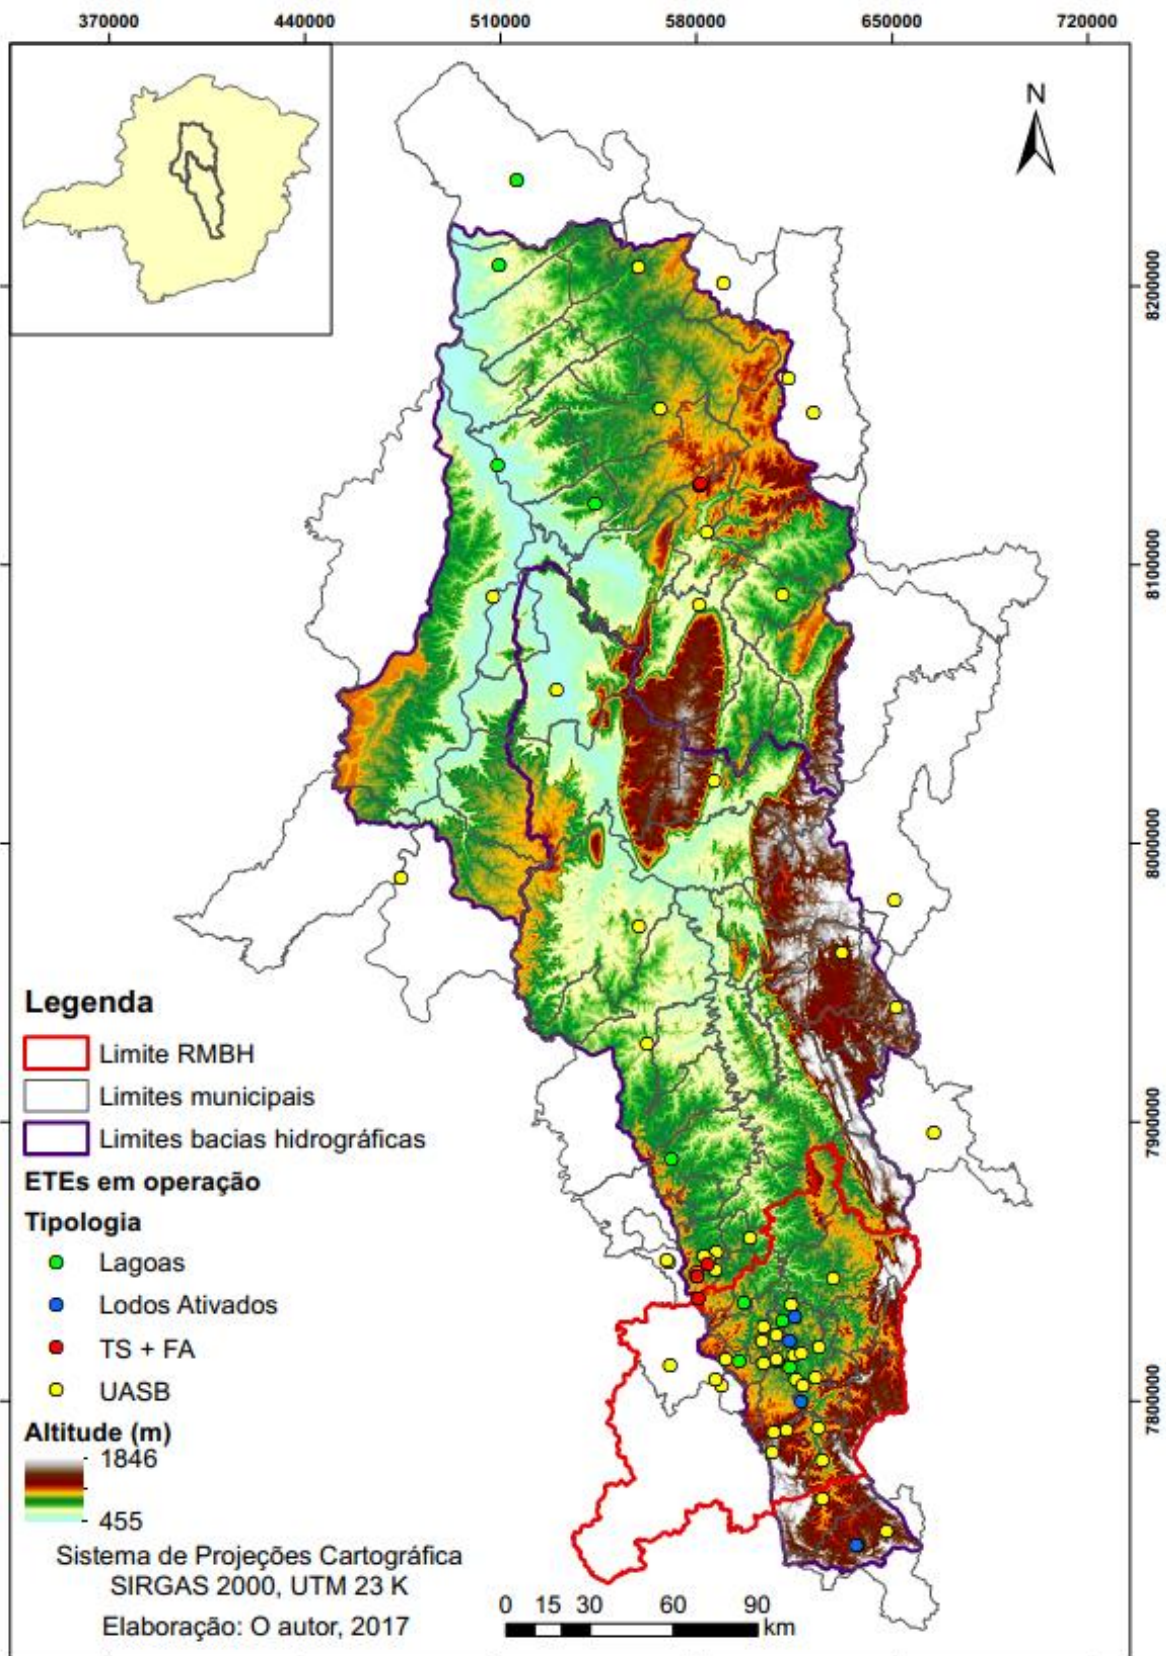 370000 440000 510000 580000 650000 720000
N
8200000
8100000
8000000
7900000
7800000
Legenda
Limite RMBH
Limites municipais
Limites bacias hidrográficas
ETEs em operação
Tipologia
Lagoas
Lodos Ativados
TS + FA
UASB
Altitude (m)
1846
455
Sistema de Projeções Cartográfica
SIRGAS 2000, UTM 23 K
Elaboração: O autor, 2017
0 15 30 60 90
km